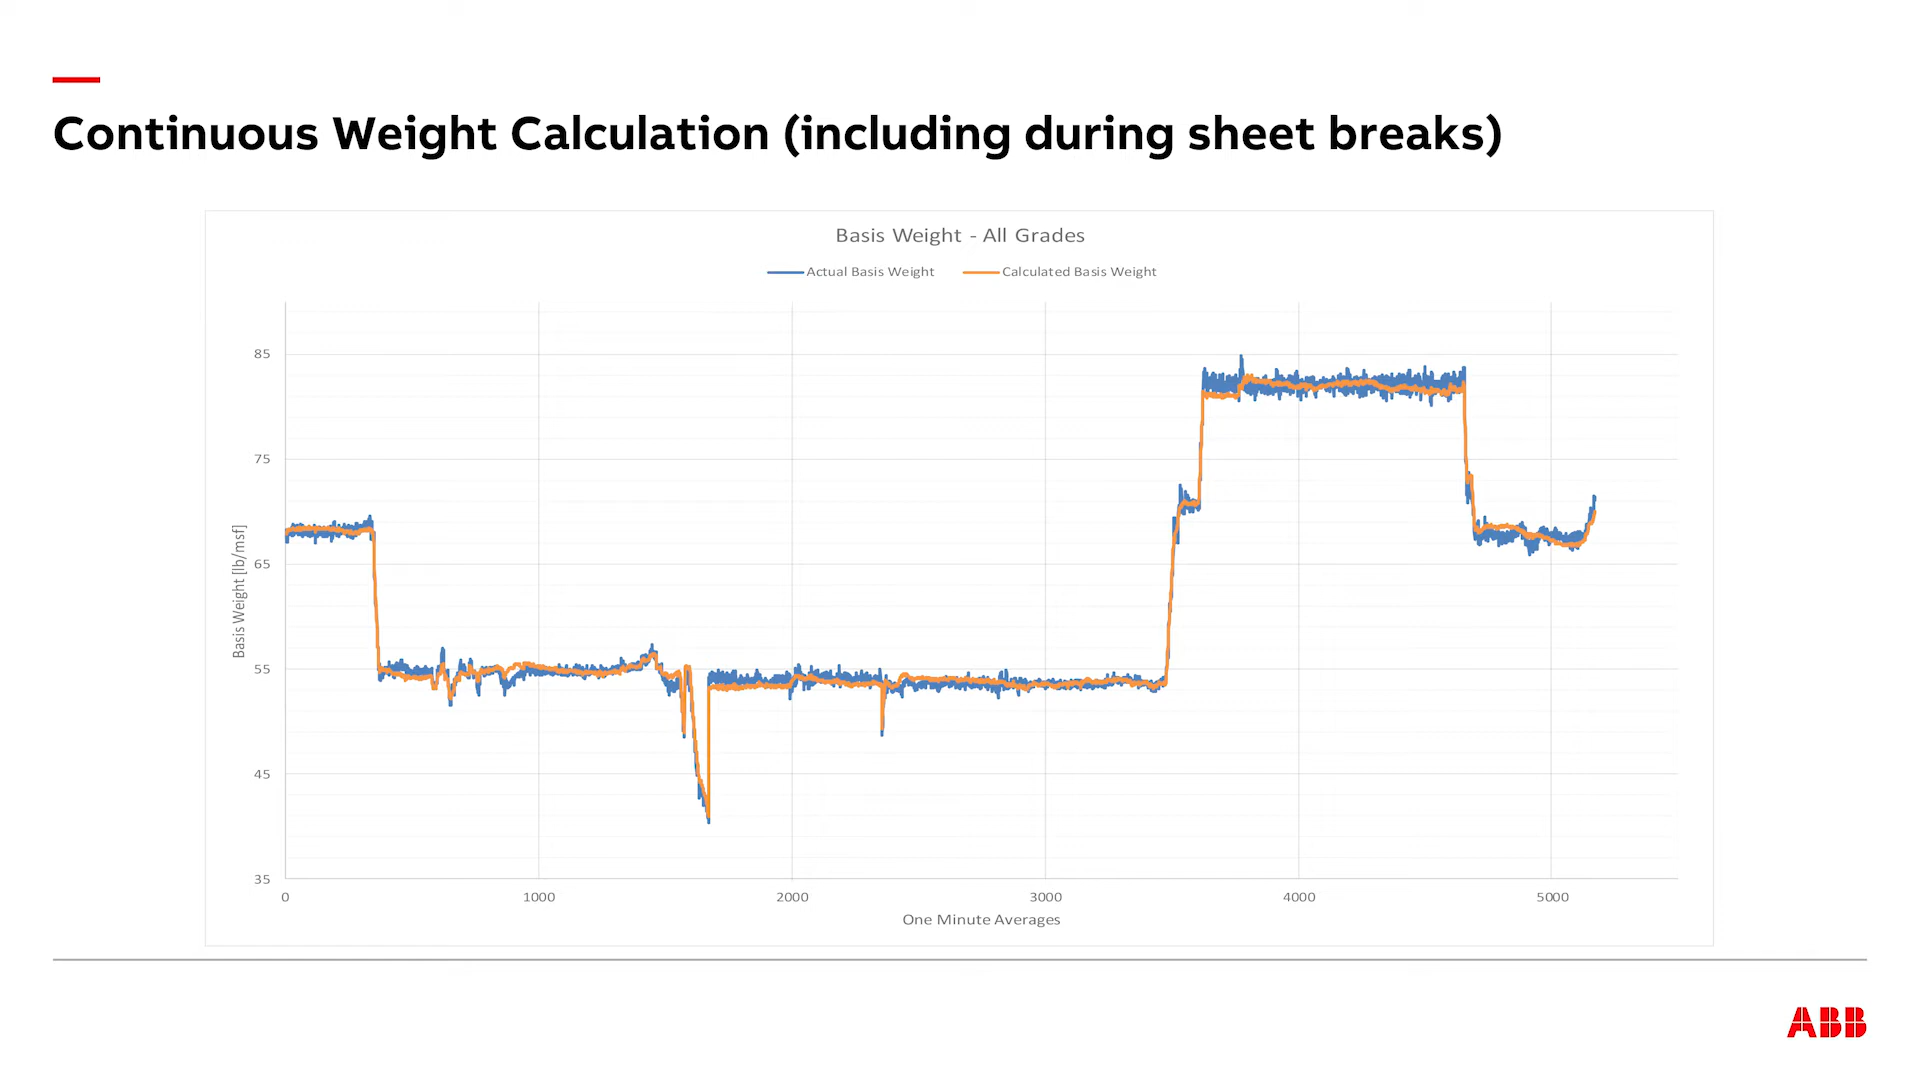 Continuous Weight Calculation (including during sheet breaks)
Basis Weight - All Grades
Actual Basis Weight
Calculated Basis Weight
Basis Weight [lb/msf]
85
75
65
55
45
35
0
1000
2000
3000
4000
5000
One Minute Averages
ABB